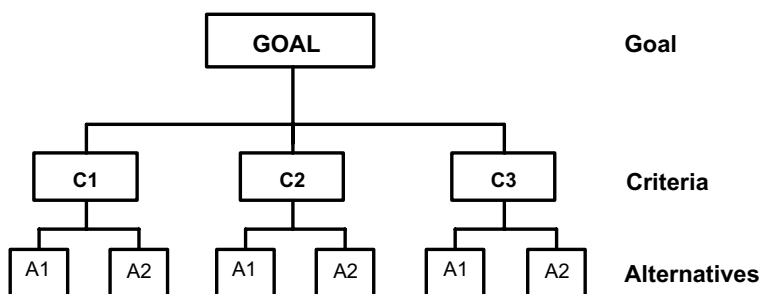 GOAL Goal
C1 C2 C3 Criteria
A1 A2 A1 A2 A1 A2 Alternatives